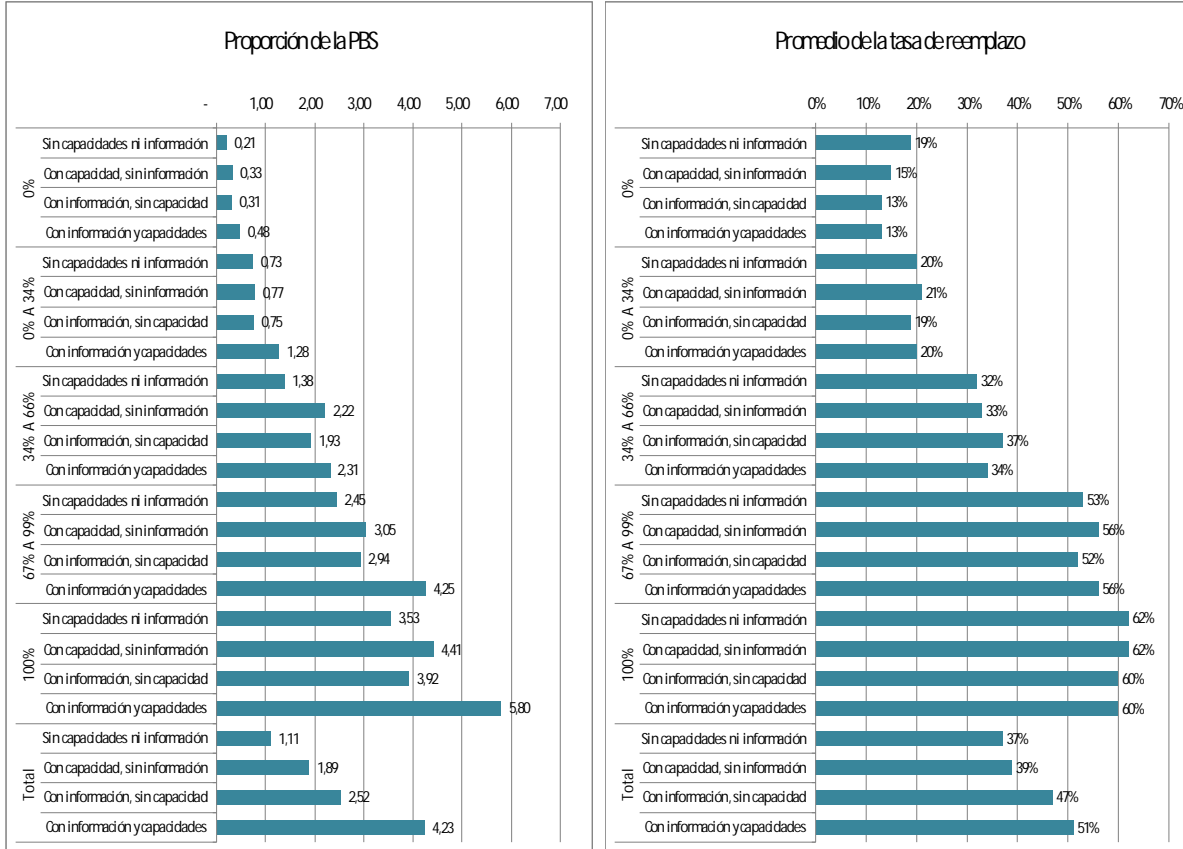 Proporción de la PBS
- 1,00 2,00 3,00 4,00 5,00 6,00 7,00
0%
Sin capacidades ni información 0,21
Con capacidad, sin información 0,33
Con información, sin capacidad 0,31
Con información y capacidades 0,48
0% A 34%
Sin capacidades ni información 0,73
Con capacidad, sin información 0,77
Con información, sin capacidad 0,75
Con información y capacidades 1,28
34% A 66%
Sin capacidades ni información 1,38
Con capacidad, sin información 2,22
Con información, sin capacidad 1,93
Con información y capacidades 2,31
67% A 99%
Sin capacidades ni información 2,45
Con capacidad, sin información 3,05
Con información, sin capacidad 2,94
Con información y capacidades 4,25
100%
Sin capacidades ni información 3,53
Con capacidad, sin información 4,41
Con información, sin capacidad 3,92
Con información y capacidades 5,80
Total
Sin capacidades ni información 1,11
Con capacidad, sin información 1,89
Con información, sin capacidad 2,52
Con información y capacidades 4,23
Promedio de la tasa de reemplazo
0% 10% 20% 30% 40% 50% 60% 70%
0%
Sin capacidades ni información 19%
Con capacidad, sin información 15%
Con información, sin capacidad 13%
Con información y capacidades 13%
0% A 34%
Sin capacidades ni información 20%
Con capacidad, sin información 21%
Con información, sin capacidad 19%
Con información y capacidades 20%
34% A 66%
Sin capacidades ni información 32%
Con capacidad, sin información 33%
Con información, sin capacidad 37%
Con información y capacidades 34%
67% A 99%
Sin capacidades ni información 53%
Con capacidad, sin información 56%
Con información, sin capacidad 52%
Con información y capacidades 56%
100%
Sin capacidades ni información 62%
Con capacidad, sin información 62%
Con información, sin capacidad 60%
Con información y capacidades 60%
Total
Sin capacidades ni información 37%
Con capacidad, sin información 39%
Con información, sin capacidad 47%
Con información y capacidades 51%